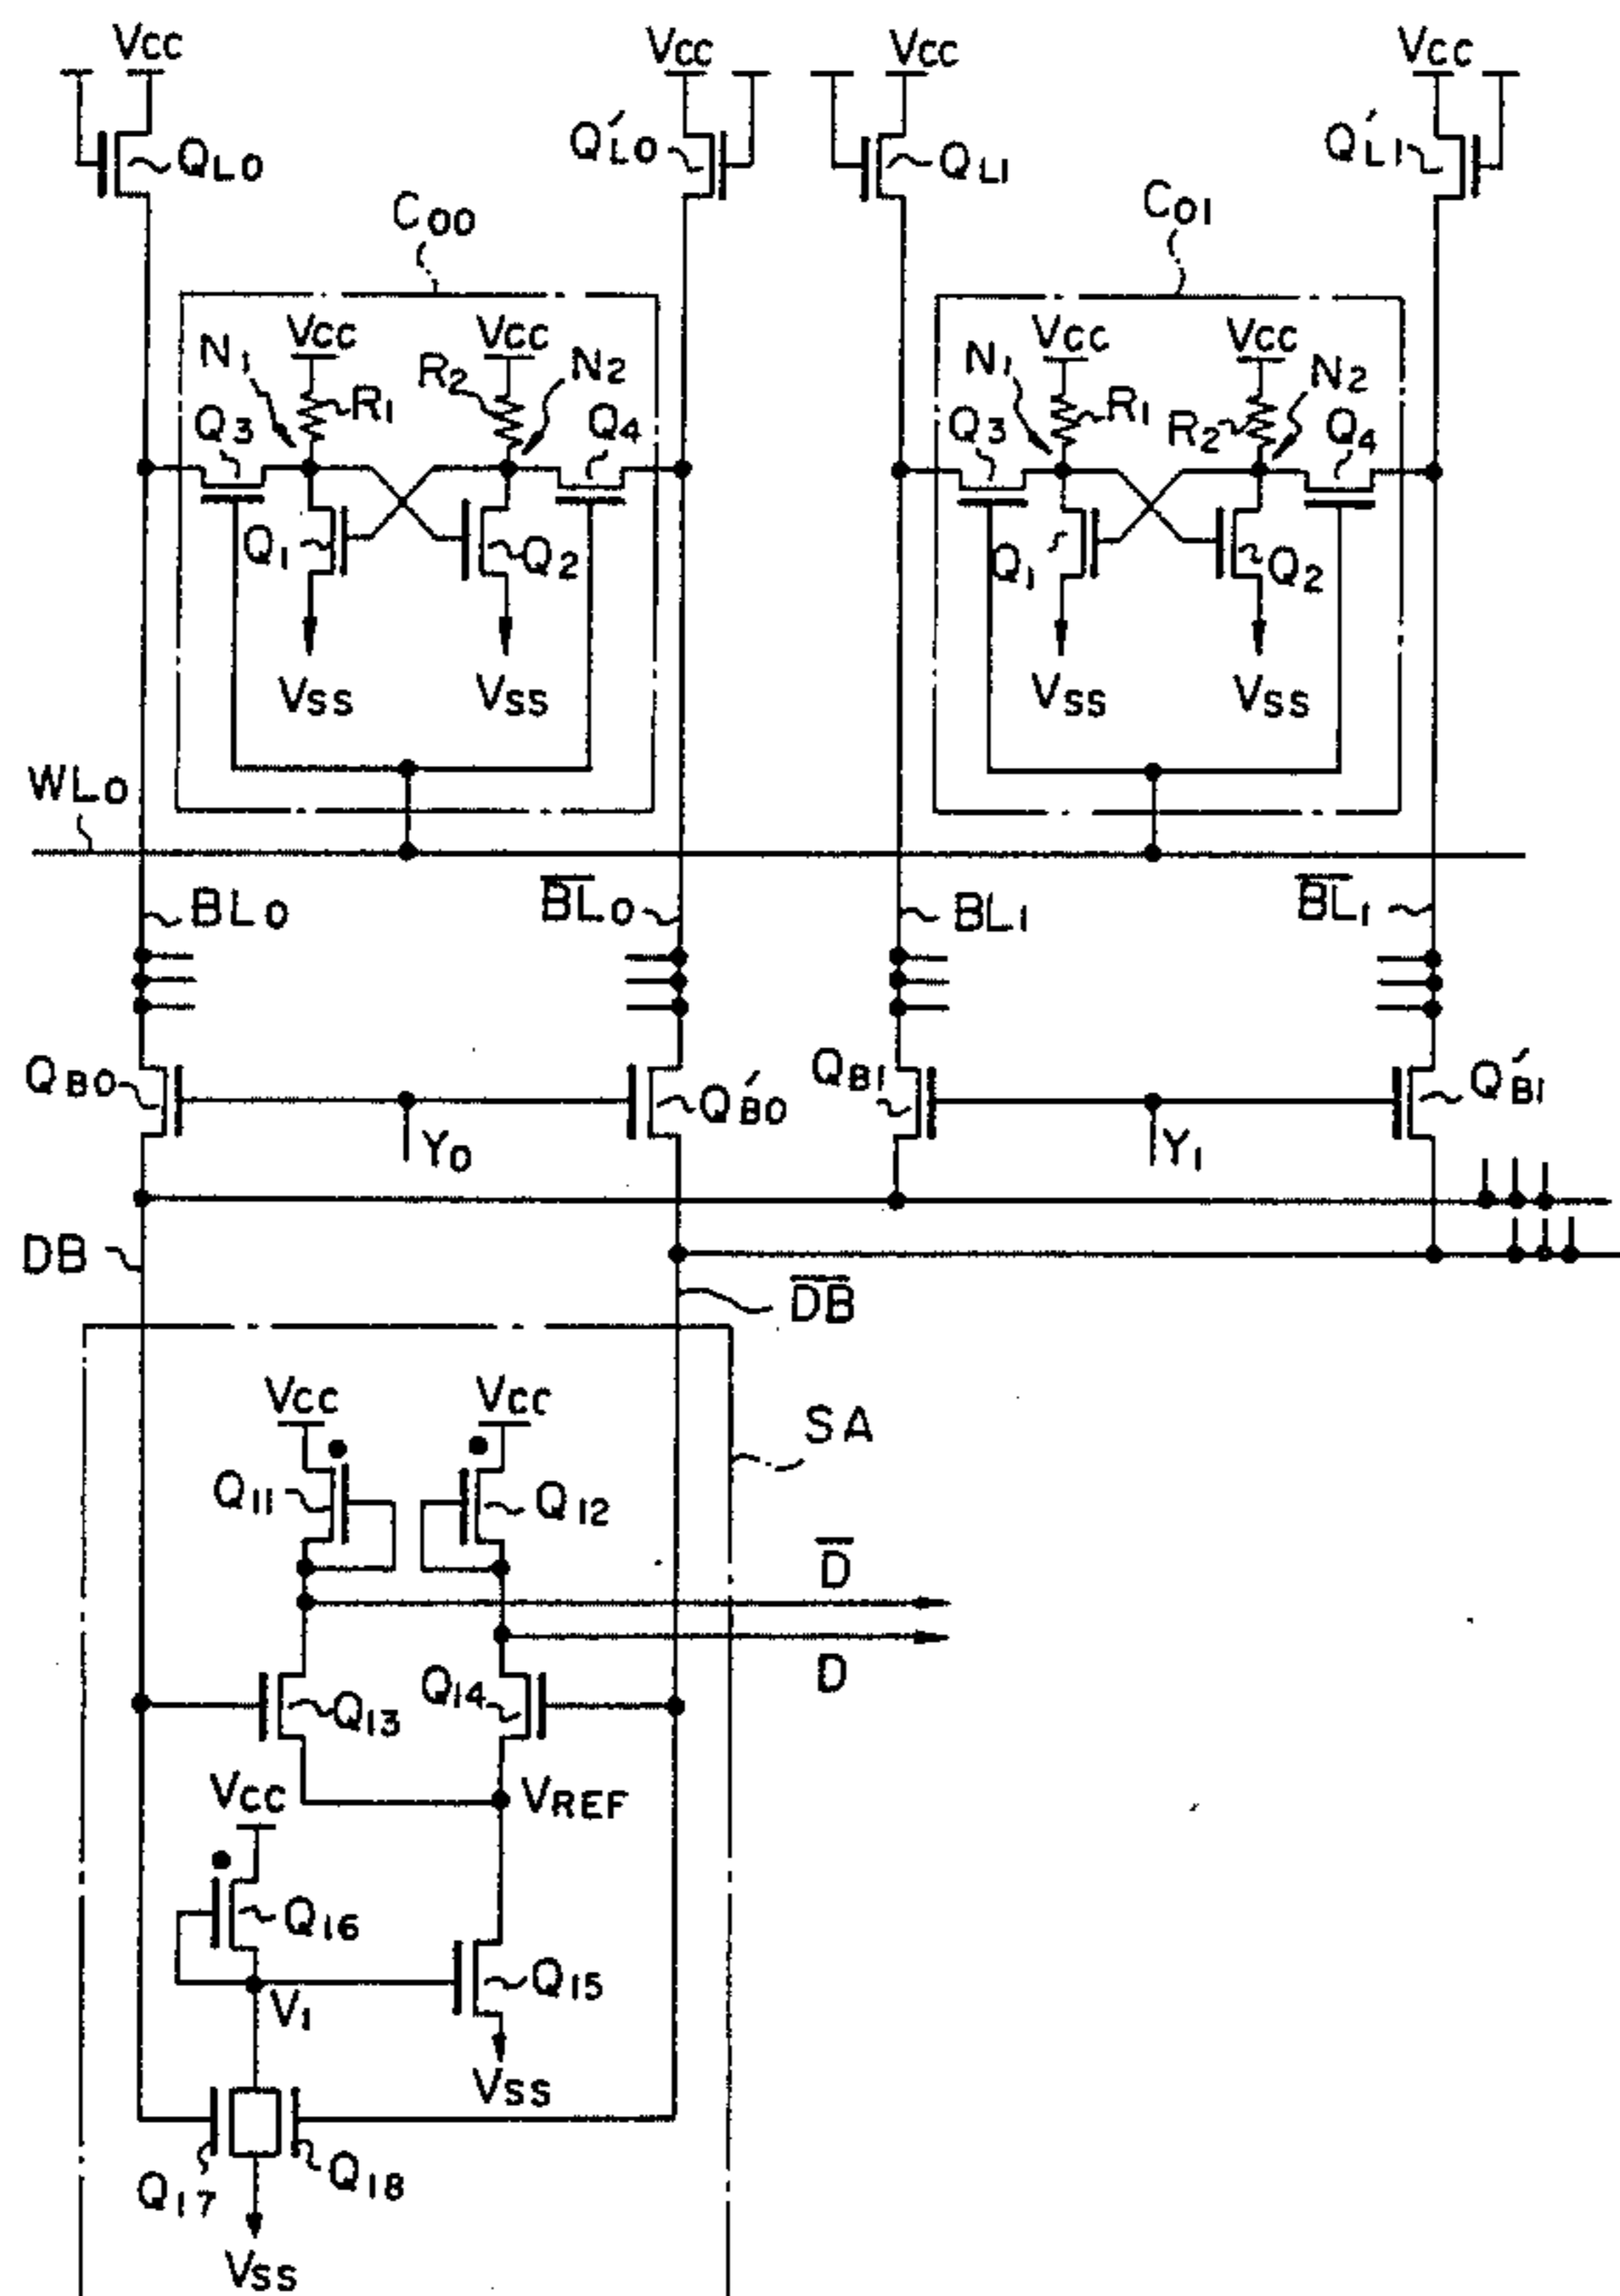 VCC VCC VCC VCC
QL0 Q′L0 QL1 Q′L1
C00 C01
VCC VCC VCC VCC
N1 R1 R2 N2 N1 R1 R2 N2
Q3 Q4 Q3 Q4
Q1 Q2 Q1 Q2
VSS VSS VSS VSS
WL0
BL0 B̅L̅0 BL1 B̅L̅1
QB0 Q′B0 QB1 Q′B1
Y0 Y1
DB D̅B̅
VCC VCC
SA
Q11 Q12
D̅
D
Q13 Q14
VCC VREF
Q16
Q15
V1
VSS
Q17 Q18
VSS